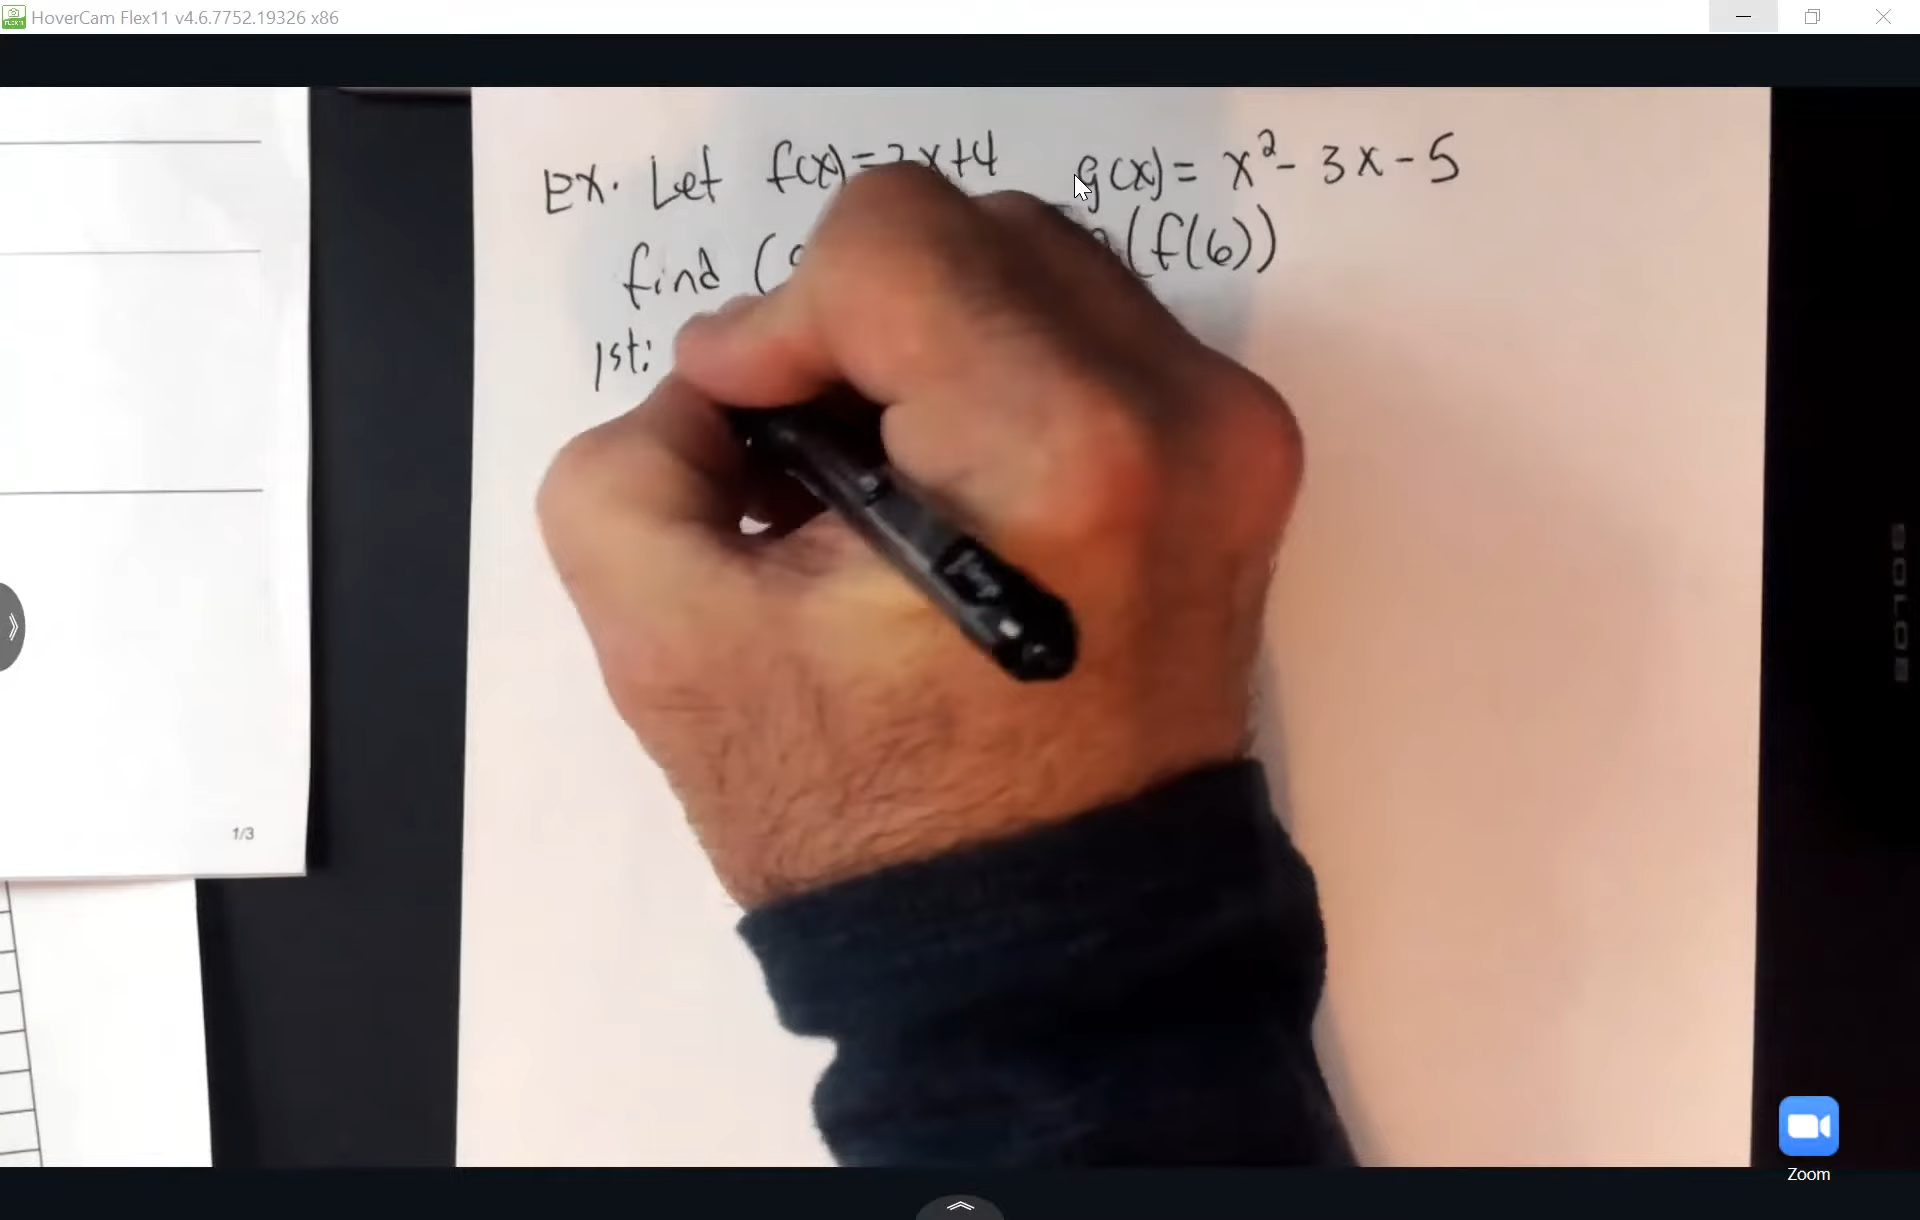 HoverCam Flex11 v4.6.7752.19326 x86
Ex. Let f(x)=2x+4 g(x)= x²- 3x-5
find ( (f(6))
1st:
1/3
Zoom